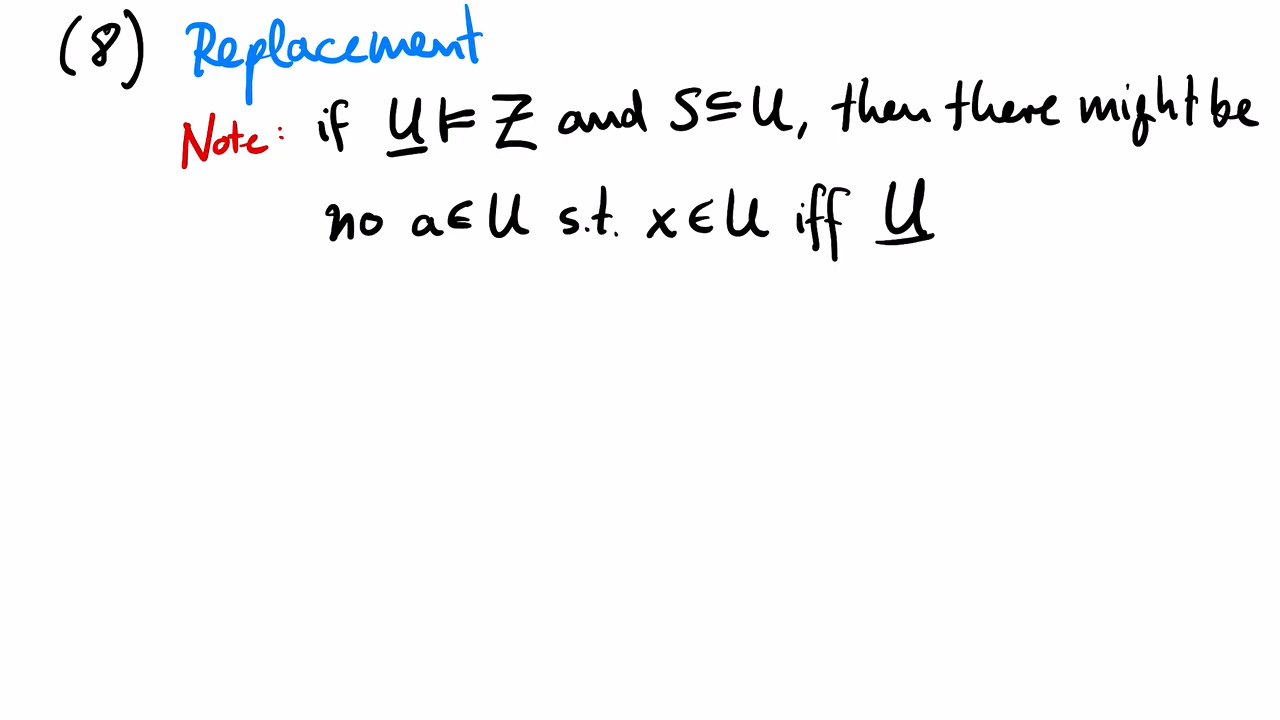 (8) Replacement
Note: if U ⊨ Z and S ⊆ U, then there might be
no a ∈ U s.t. x ∈ U iff U